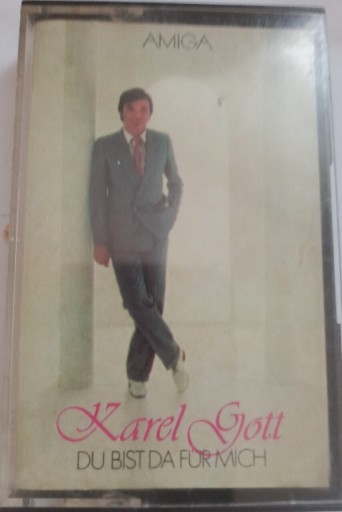 AMIGA
Karel Gott
DU BIST DA FÜR MICH